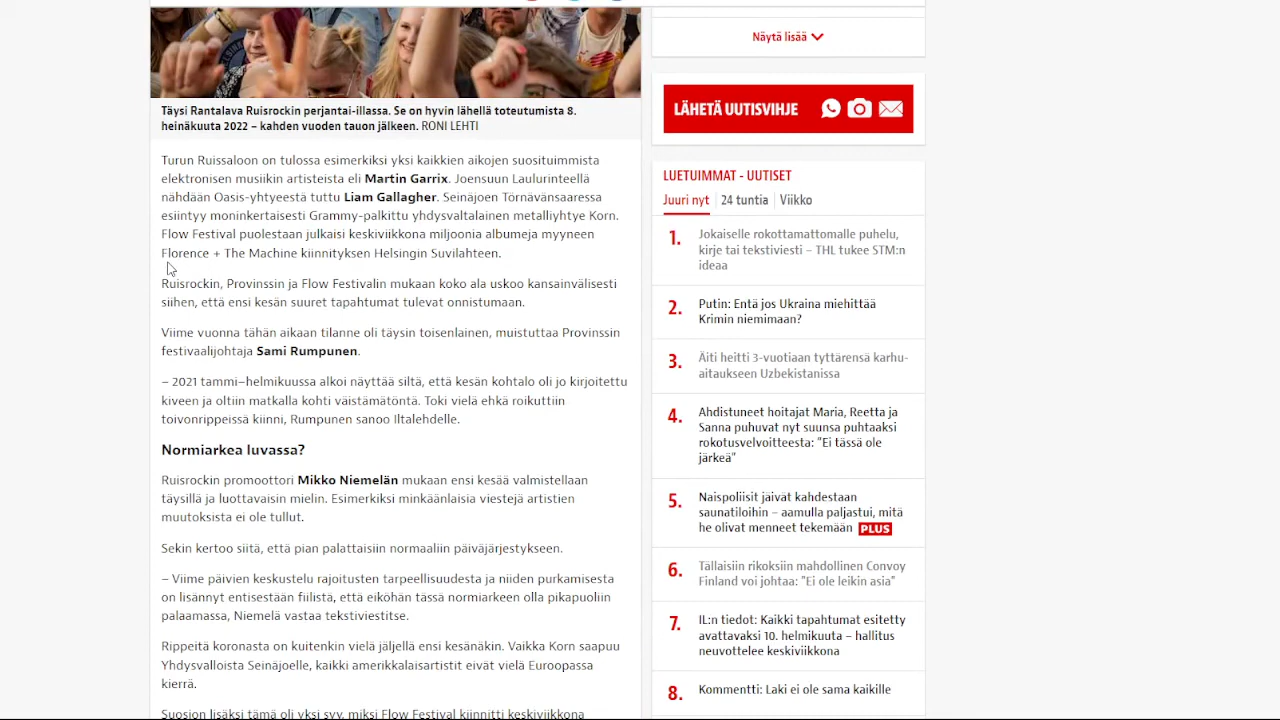 Täysi Rantalava Ruisrockin perjantai-illassa. Se on hyvin lähellä toteutumista 8.
heinäkuuta 2022 – kahden vuoden tauon jälkeen. RONI LEHTI
Turun Ruissaloon on tulossa esimerkiksi yksi kaikkien aikojen suosituimmista
elektronisen musiikin artisteista eli Martin Garrix. Joensuun Laulurinteellä
nähdään Oasis-yhtyeestä tuttu Liam Gallagher. Seinäjoen Törnävänsaaressa
esiintyy moninkertaisesti Grammy-palkittu yhdysvaltalainen metalliyhtye Korn.
Flow Festival puolestaan julkaisi keskiviikkona miljoonia albumeja myyneen
Florence + The Machine kiinnityksen Helsingin Suvilahteen.
Ruisrockin, Provinssin ja Flow Festivalin mukaan koko ala uskoo kansainvälisesti
siihen, että ensi kesän suuret tapahtumat tulevat onnistumaan.
Viime vuonna tähän aikaan tilanne oli täysin toisenlainen, muistuttaa Provinssin
festivaalijohtaja Sami Rumpunen.
– 2021 tammi–helmikuussa alkoi näyttää siltä, että kesän kohtalo oli jo kirjoitettu
kiveen ja oltiin matkalla kohti väistämätöntä. Toki vielä ehkä roikuttiin
toivonrippeissä kiinni, Rumpunen sanoo Iltalehdelle.
Normiarkea luvassa?
Ruisrockin promoottori Mikko Niemelän mukaan ensi kesää valmistellaan
täysillä ja luottavaisin mielin. Esimerkiksi minkäänlaisia viestejä artistien
muutoksista ei ole tullut.
Sekin kertoo siitä, että pian palattaisiin normaaliin päiväjärjestykseen.
– Viime päivien keskustelu rajoitusten tarpeellisuudesta ja niiden purkamisesta
on lisännyt entisestään fiilistä, että eiköhän tässä normiarkeen olla pikapuoliin
palaamassa, Niemelä vastaa tekstiviestitse.
Rippeitä koronasta on kuitenkin vielä jäljellä ensi kesänäkin. Vaikka Korn saapuu
Yhdysvalloista Seinäjoelle, kaikki amerikkalaisartistit eivät vielä Euroopassa
kierrä.
Suosion lisäksi tämä oli yksi syy, miksi Flow Festival kiinnitti keskiviikkona
Näytä lisää
LÄHETÄ UUTISVIHJE
LUETUIMMAT - UUTISET
Juuri nyt 24 tuntia Viikko
1. Jokaiselle rokottamattomalle puhelu,
kirje tai tekstiviesti – THL tukee STM:n
ideaa
2. Putin: Entä jos Ukraina miehittää
Krimin niemimaan?
3. Äiti heitti 3-vuotiaan tyttärensä karhu-
aitaukseen Uzbekistanissa
4. Ahdistuneet hoitajat Maria, Reetta ja
Sanna puhuvat nyt suunsa puhtaaksi
rokotusvelvoitteesta: ”Ei tässä ole
järkeä”
5. Naispoliisit jäivät kahdestaan
saunatiloihin – aamulla paljastui, mitä
he olivat menneet tekemään PLUS
6. Tällaisiin rikoksiin mahdollinen Convoy
Finland voi johtaa: ”Ei ole leikin asia”
7. IL:n tiedot: Kaikki tapahtumat esitetty
avattavaksi 10. helmikuuta – hallitus
neuvottelee keskiviikkona
8. Kommentti: Laki ei ole sama kaikille